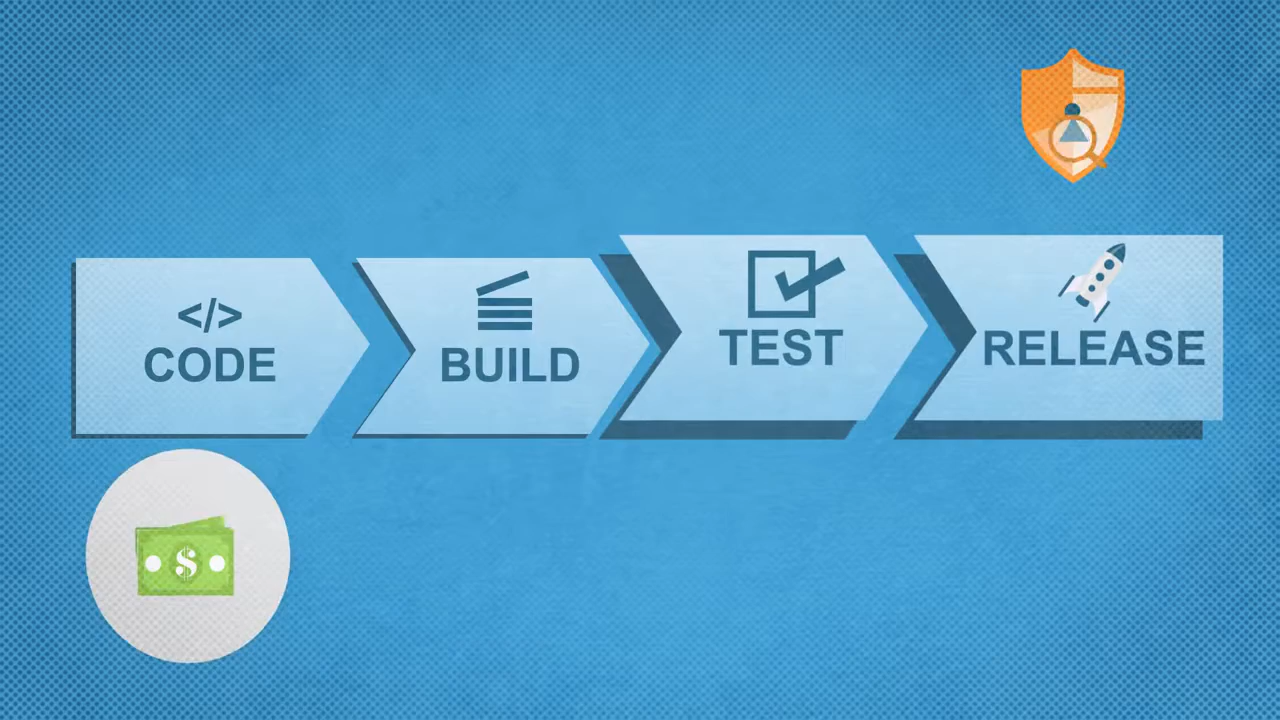 </>
CODE
BUILD
TEST
RELEASE
$